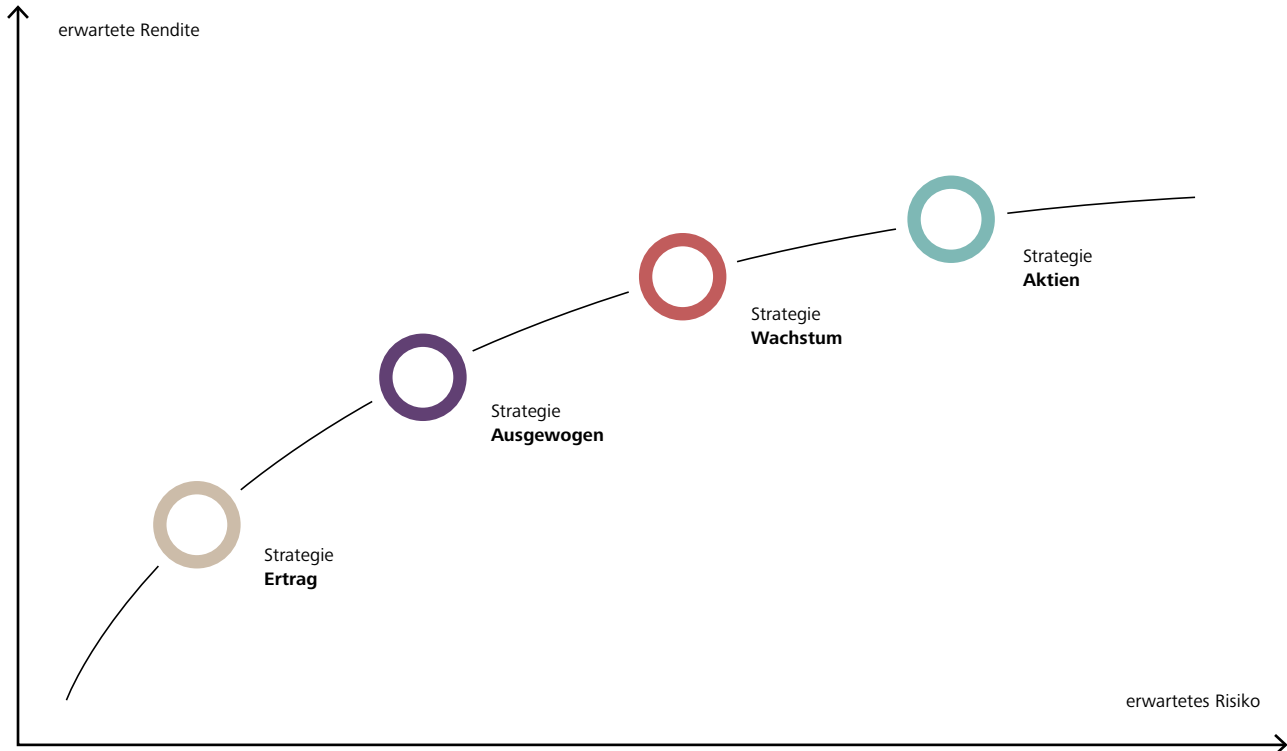 erwartete Rendite
Strategie
Aktien
Strategie
Wachstum
Strategie
Ausgewogen
Strategie
Ertrag
erwartetes Risiko